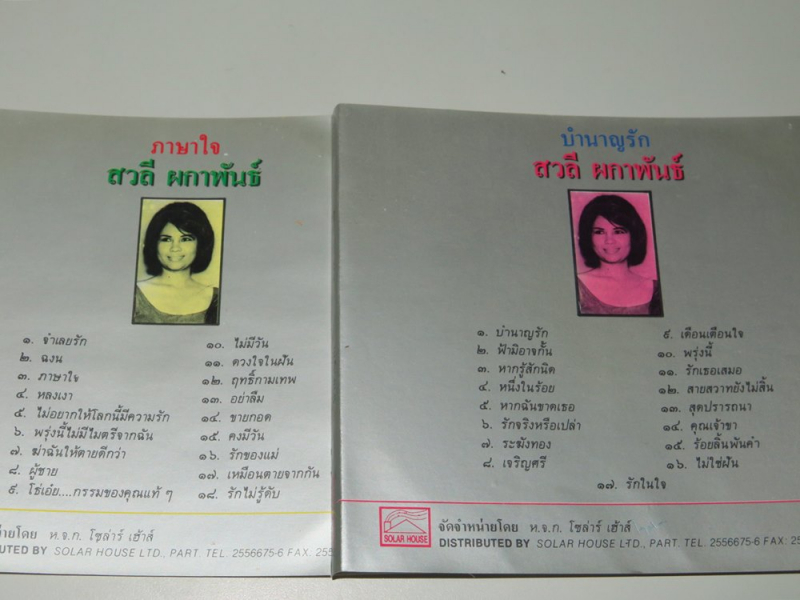 ภาษาใจ
สวลี ผกาพันธ์
๑. จำเลยรัก
๒. ฉงน
๓. ภาษาใจ
๔. หลงเงา
๕. ไม่อยากให้โลกนี้มีความรัก
๖. พรุ่งนี้ไม่มีไมตรีจากฉัน
๗. ฆ่าฉันให้ตายดีกว่า
๘. ผู้ชาย
๙. โธ่เอ๋ย....กรรมของคุณแท้ ๆ
๑๐. ไม่มีวัน
๑๑. ดวงใจในฝัน
๑๒. ฤทธิ์กามเทพ
๑๓. อย่าลืม
๑๔. ชายกอด
๑๕. คงมีวัน
๑๖. รักของแม่
๑๗. เหมือนตายจากกัน
๑๘. รักไม่รู้ดับ
น่ายโดย ห.จ.ก. โซล่าร์ เฮ้าส์
UTED BY SOLAR HOUSE LTD., PART. TEL. 2556675-6 FAX: 255
บำนาญรัก
สวลี ผกาพันธ์
๑. บำนาญรัก
๒. ฟ้ามิอาจกั้น
๓. หากรู้สักนิด
๔. หนึ่งในร้อย
๕. หากฉันขาดเธอ
๖. รักจริงหรือเปล่า
๗. ระฆังทอง
๘. เจริญศรี
๙. เตือนเตือนใจ
๑๐. พรุ่งนี้
๑๑. รักเธอเสมอ
๑๒. สายสวาทยังไม่สิ้น
๑๓. สุดปรารถนา
๑๔. คุณเจ้าขา
๑๕. ร้อยลิ้นพันคำ
๑๖. ไม่ใช่ฝัน
๑๗. รักในใจ
SOLAR HOUSE
จัดจำหน่ายโดย ห.จ.ก. โซล่าร์ เฮ้าส์
DISTRIBUTED BY SOLAR HOUSE LTD., PART. TEL. 2556675-6 FAX: 25